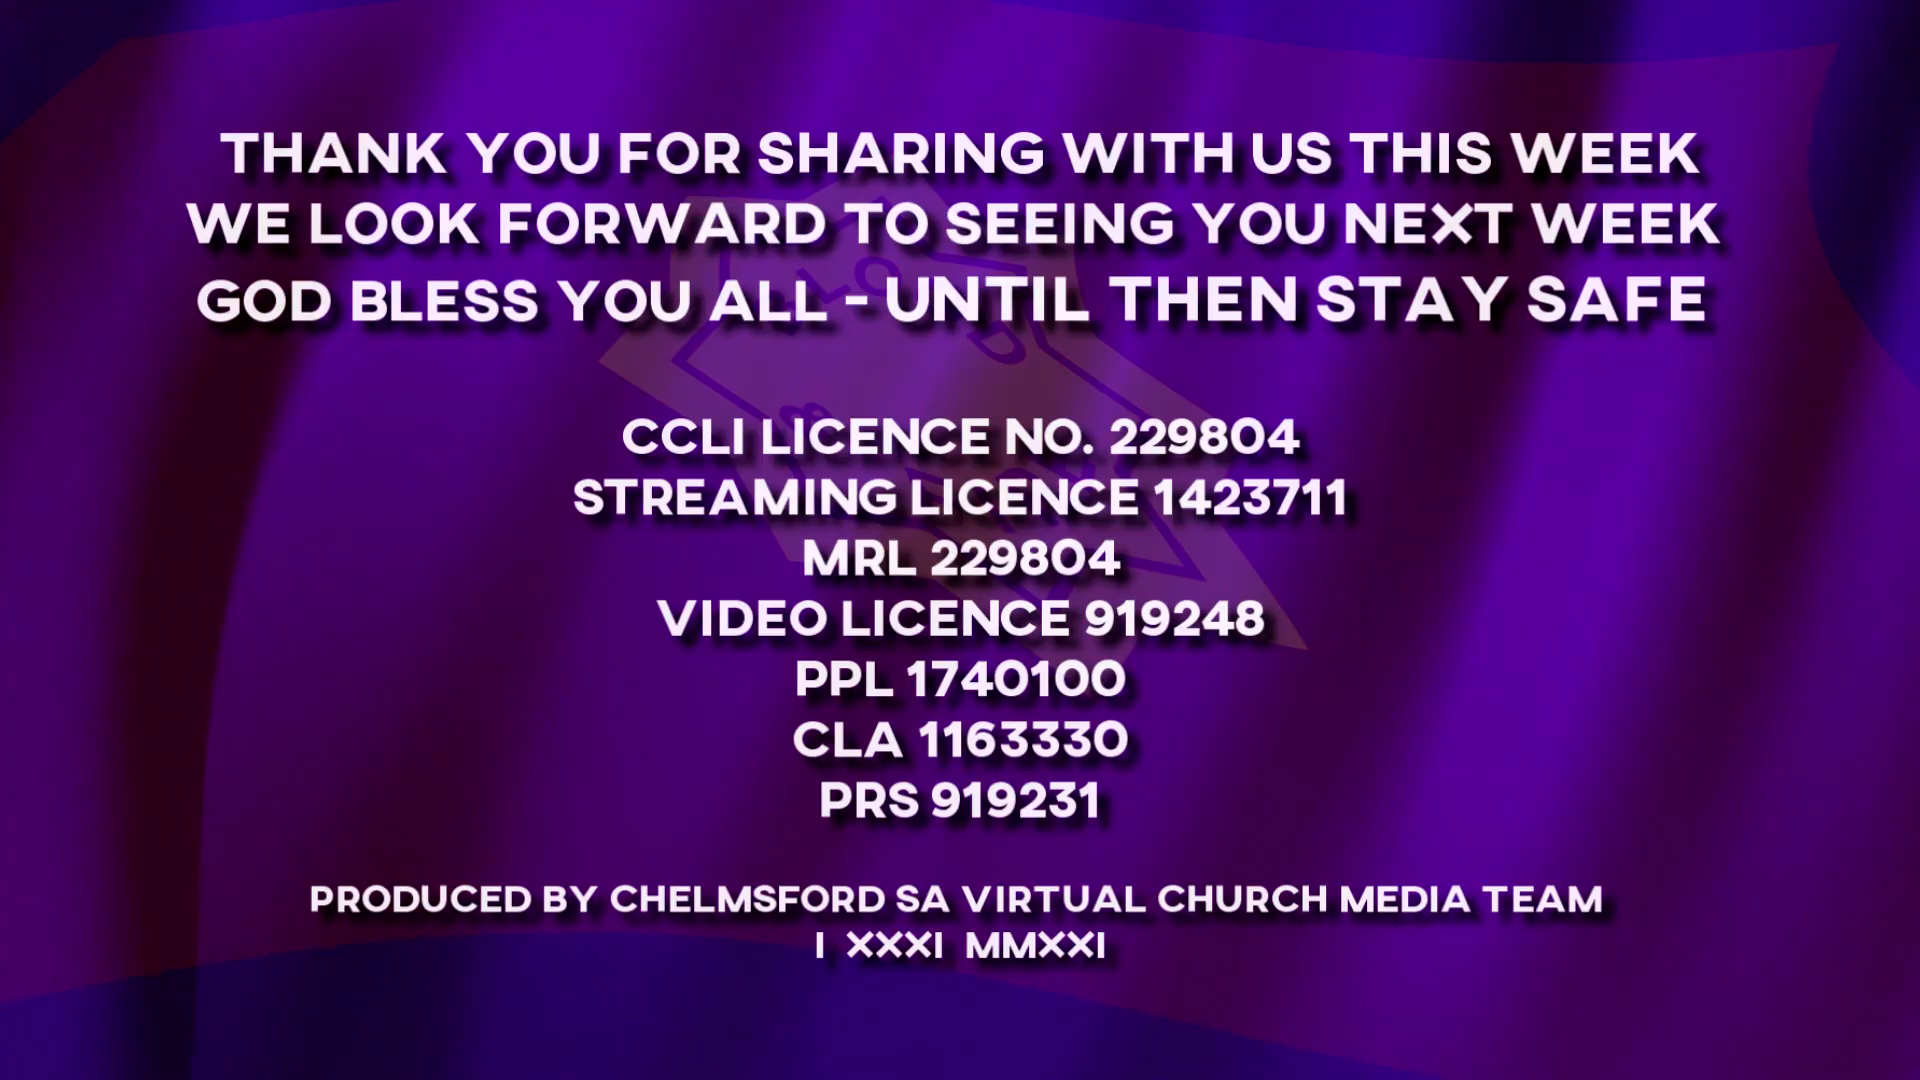 THANK YOU FOR SHARING WITH US THIS WEEK
WE LOOK FORWARD TO SEEING YOU NEXT WEEK
GOD BLESS YOU ALL - UNTIL THEN STAY SAFE
CCLI LICENCE NO. 229804
STREAMING LICENCE 1423711
MRL 229804
VIDEO LICENCE 919248
PPL 1740100
CLA 1163330
PRS 919231
PRODUCED BY CHELMSFORD SA VIRTUAL CHURCH MEDIA TEAM
I XXXI MMXXI